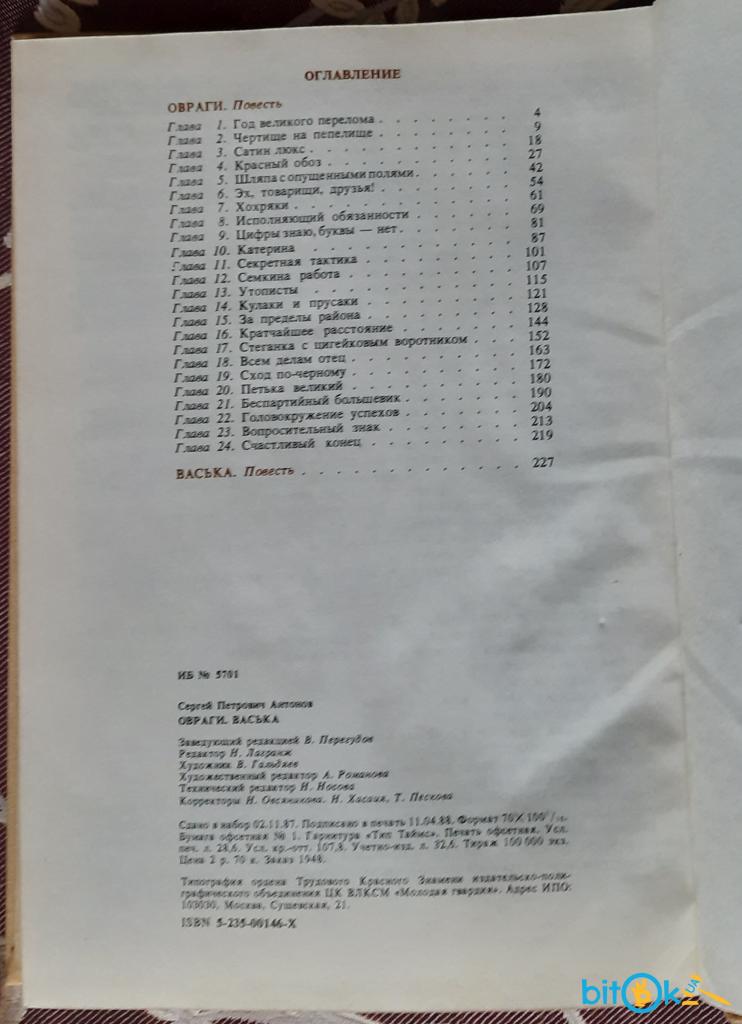 ОГЛАВЛЕНИЕ
ОВРАГИ. Повесть
Глава 1. Год великого перелома . . . . . . . . 4
Глава 2. Чертище на пепелище . . . . . . . . 9
Глава 3. Сатин люкс . . . . . . . . . . . . 18
Глава 4. Красный обоз . . . . . . . . . . . 27
Глава 5. Шляпа с опущенными полями . . . . . . 42
Глава 6. Эх, товарищи, друзья! . . . . . . . . 54
Глава 7. Хохряки . . . . . . . . . . . . . 61
Глава 8. Исполняющий обязанности . . . . . . 69
Глава 9. Цифры знаю, буквы — нет . . . . . . . 81
Глава 10. Катерина . . . . . . . . . . . . 87
Глава 11. Секретная тактика . . . . . . . . . 101
Глава 12. Семкина работа . . . . . . . . . . 107
Глава 13. Утописты . . . . . . . . . . . . 115
Глава 14. Кулаки и прусаки . . . . . . . . . 121
Глава 15. За пределы района . . . . . . . . . 128
Глава 16. Кратчайшее расстояние . . . . . . . 144
Глава 17. Стеганка с цигейковым воротником . . . 152
Глава 18. Всем делам отец . . . . . . . . . . 163
Глава 19. Сход по-черному . . . . . . . . . . 172
Глава 20. Петька великий . . . . . . . . . . 180
Глава 21. Беспартийный большевик . . . . . . . 190
Глава 22. Головокружение успехов . . . . . . . 204
Глава 23. Вопросительный знак . . . . . . . . 213
Глава 24. Счастливый конец . . . . . . . . . 219
ВАСЬКА. Повесть . . . . . . . . . . . . . 227
ИБ № 5701
Сергей Петрович Антонов
ОВРАГИ. ВАСЬКА
Заведующий редакцией В. Перегудов
Редактор Н. Лагранж
Художник В. Гальдяев
Художественный редактор А. Романова
Технический редактор Н. Носова
Корректоры Н. Овсяникова, Н. Хасаия, Т. Пескова
Сдано в набор 02.11.87. Подписано в печать 11.04.88. Формат 70×100¹/₁₆.
Бумага офсетная № 1. Гарнитура «Тип Таймс». Печать офсетная. Усл.
печ. л. 28,6. Усл. кр.-отт. 107,8. Учетно-изд. л. 32,6. Тираж 100 000 экз.
Цена 2 р. 70 к. Заказ 1948.
Типография ордена Трудового Красного Знамени издательско-поли-
графического объединения ЦК ВЛКСМ «Молодая гвардия». Адрес ИПО:
103030, Москва, Сущевская, 21.
ISBN 5-235-00146-X
bitok.UA